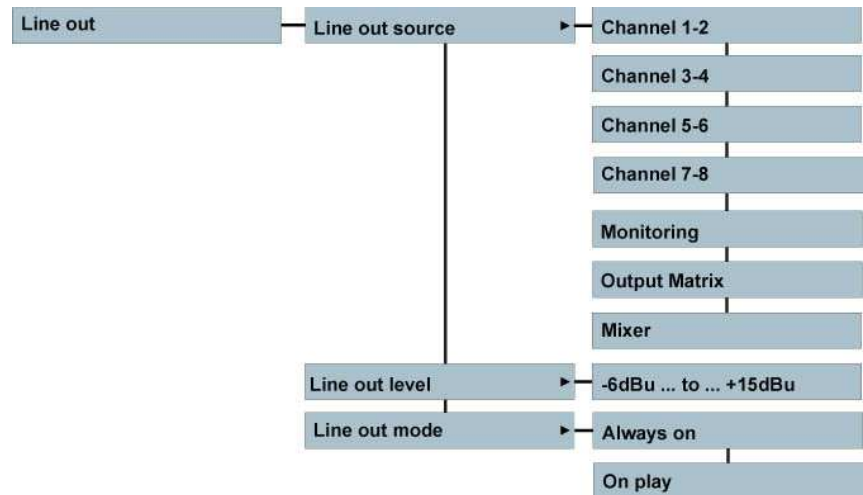 Line out
Line out source
Channel 1-2
Channel 3-4
Channel 5-6
Channel 7-8
Monitoring
Output Matrix
Mixer
Line out level
-6dBu ... to ... +15dBu
Line out mode
Always on
On play